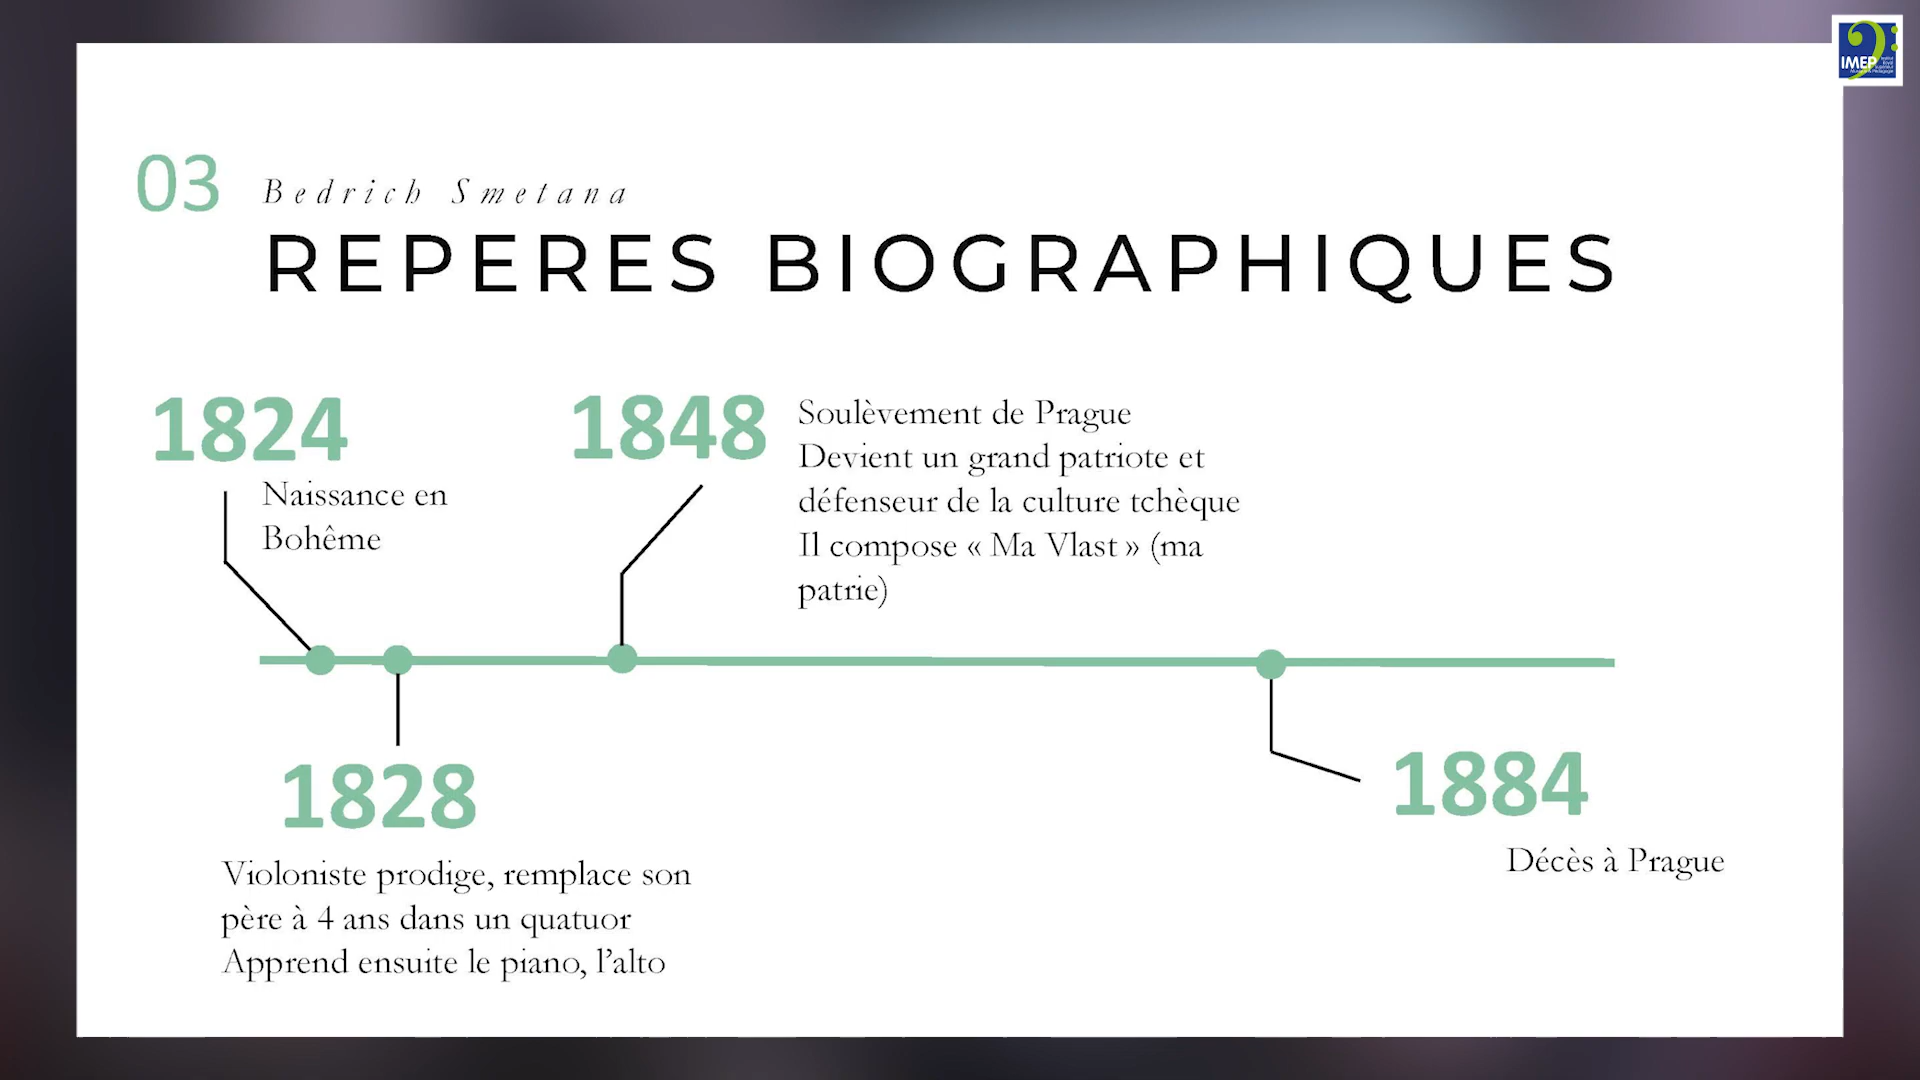 IMEP
03
Bedrich Smetana
REPERES BIOGRAPHIQUES
1824
Naissance en
Bohême
1848
Soulèvement de Prague
Devient un grand patriote et
défenseur de la culture tchèque
Il compose « Ma Vlast » (ma
patrie)
1828
Violoniste prodige, remplace son
père à 4 ans dans un quatuor
Apprend ensuite le piano, l’alto
1884
Décès à Prague